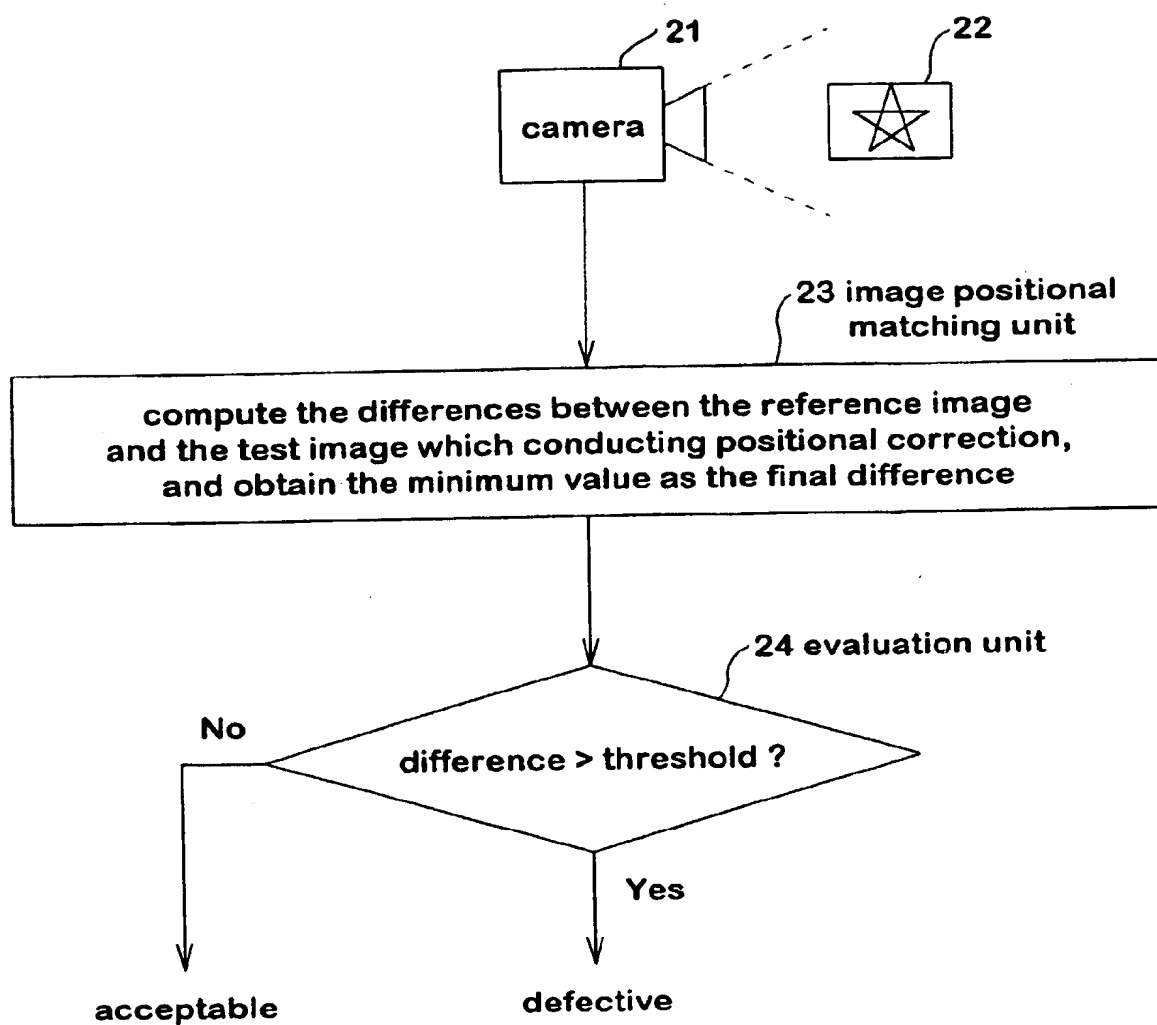 21
22
camera
23 image positional
matching unit
compute the differences between the reference image
and the test image which conducting positional correction,
and obtain the minimum value as the final difference
24 evaluation unit
No
difference > threshold ?
Yes
acceptable
defective